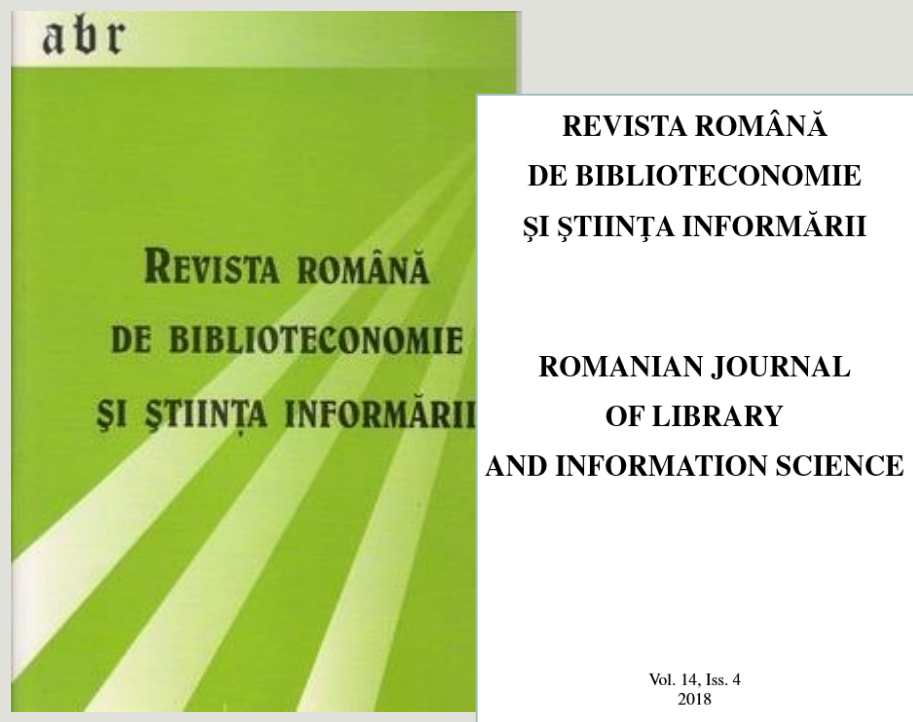 abr
REVISTA ROMÂNĂ
DE BIBLIOTECONOMIE
ŞI ŞTIINŢA INFORMĂRII
REVISTA ROMÂNĂ
DE BIBLIOTECONOMIE
ŞI ŞTIINŢA INFORMĂRII
ROMANIAN JOURNAL
OF LIBRARY
AND INFORMATION SCIENCE
Vol. 14, Iss. 4
2018